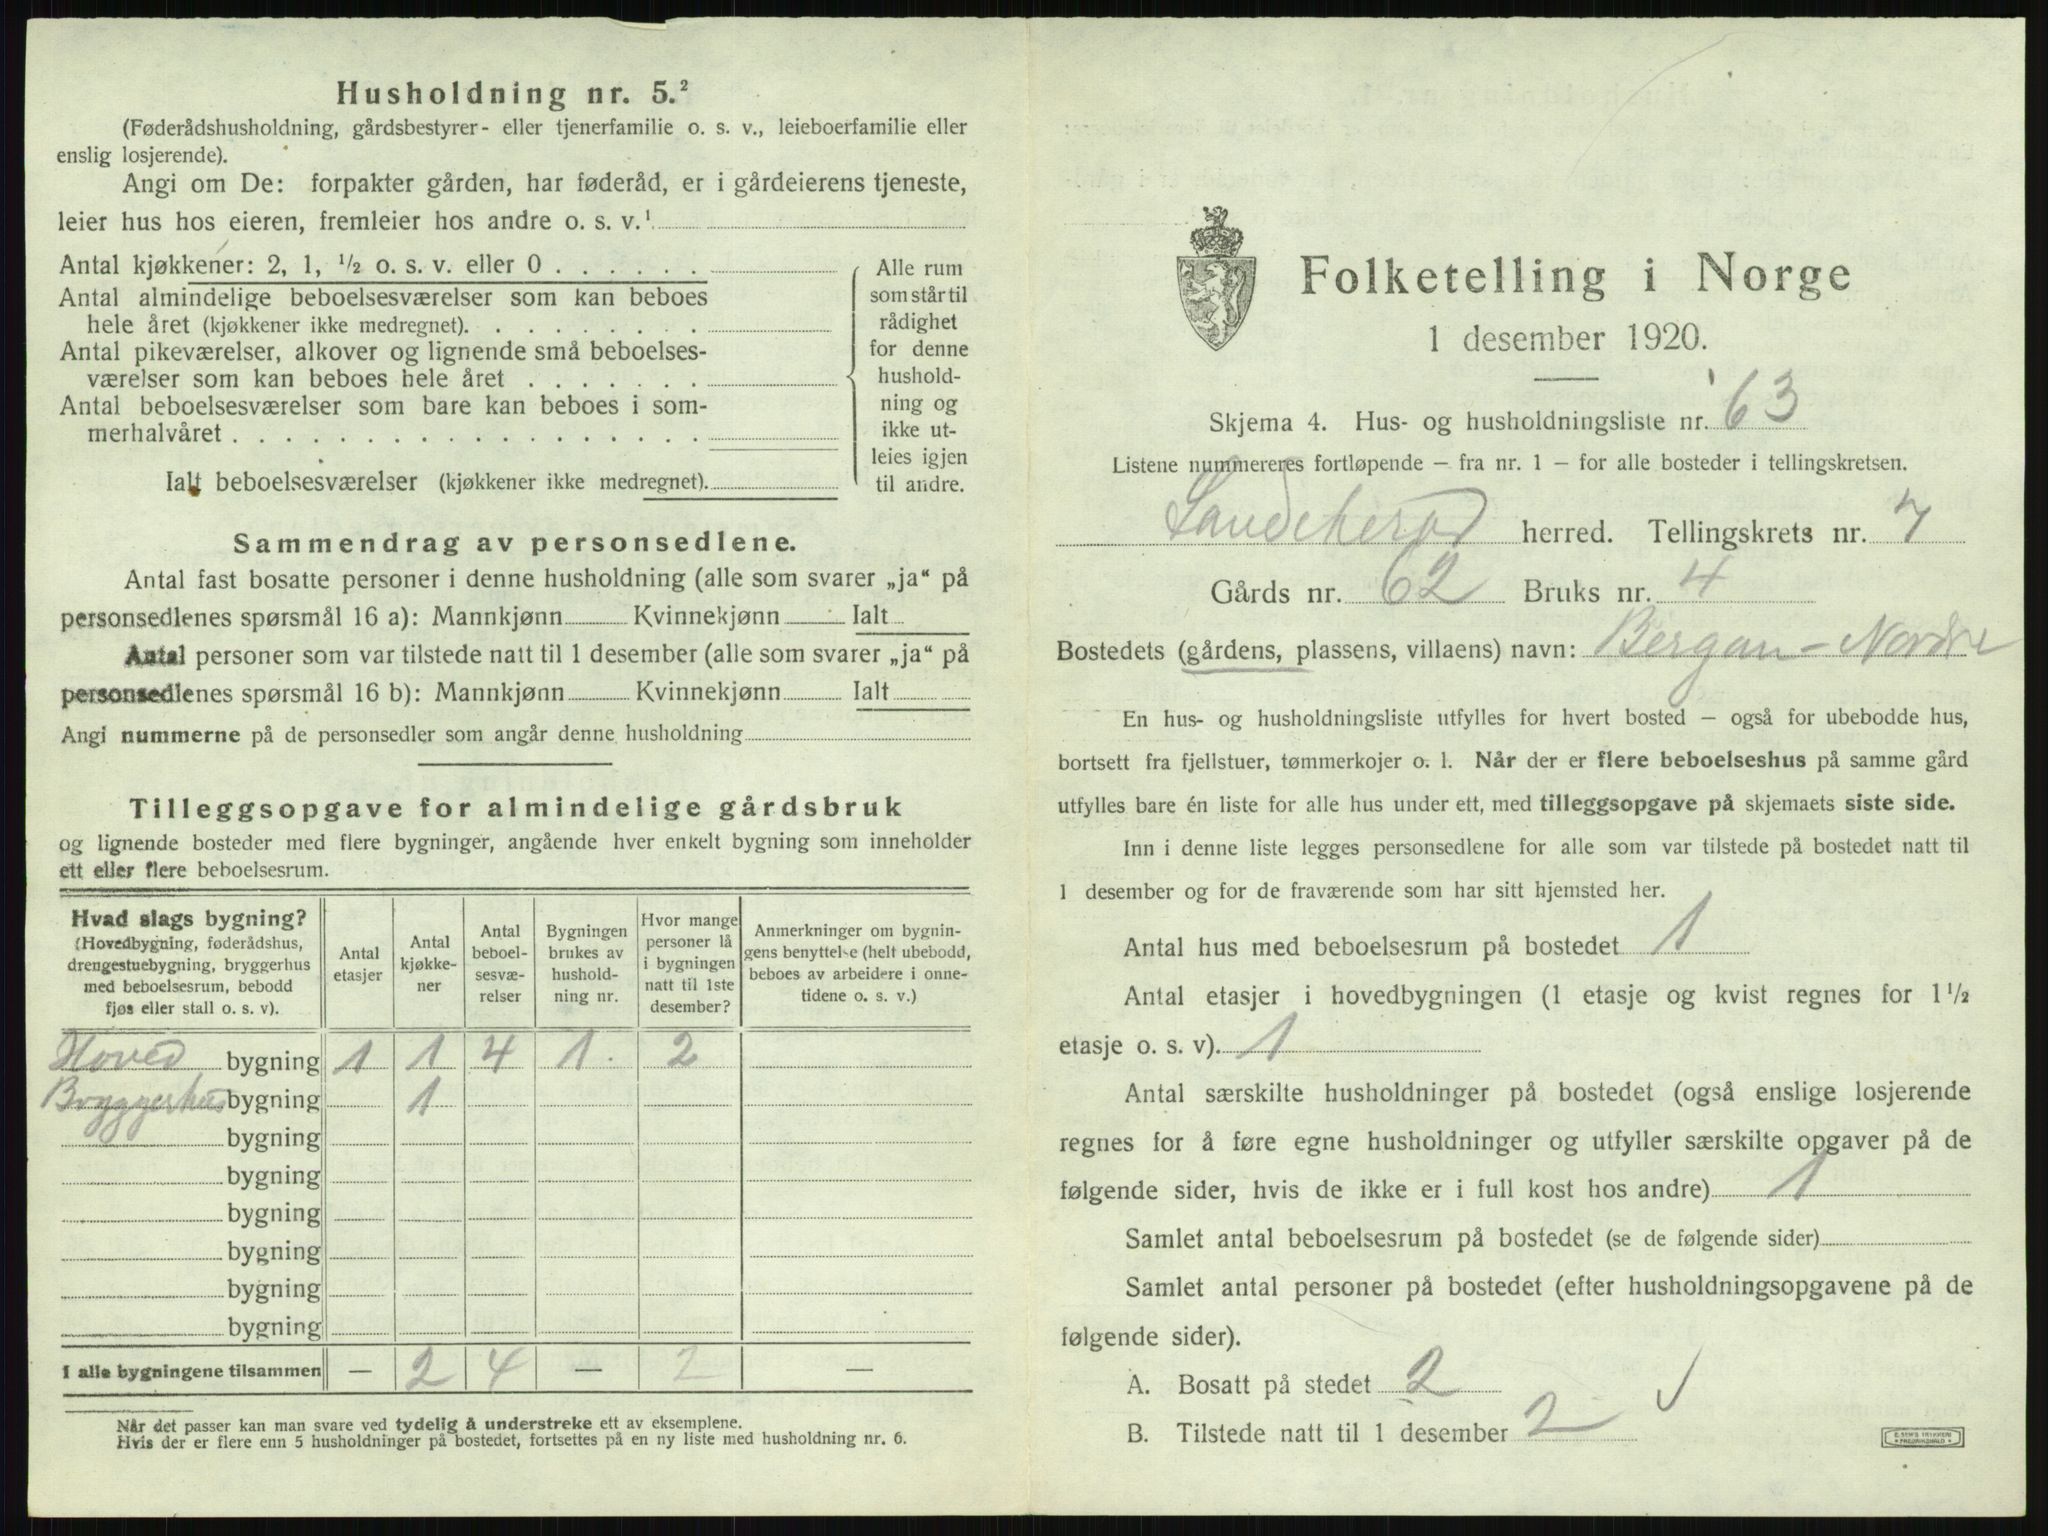 Husholdning nr. 5.²
(Føderådshusholdning, gårdsbestyrer- eller tjenerfamilie o. s. v., leieboerfamilie eller
enslig losjerende).
Angi om De: forpakter gården, har føderåd, er i gårdeierens tjeneste,
leier hus hos eieren, fremleier hos andre o. s. v.¹
Antal kjøkkener: 2, 1, ½ o. s. v. eller 0 . . . . . .
Antal almindelige beboelsesværelser som kan beboes
hele året (kjøkkener ikke medregnet). . . . . . . . .
Antal pikeværelser, alkover og lignende små beboelses-
værelser som kan beboes hele året . . . . . . .
Antal beboelsesværelser som bare kan beboes i som-
merhalvåret . . . . . . . . . . . . . . . . . .
Ialt beboelsesværelser (kjøkkener ikke medregnet).
Alle rum
som står til
rådighet
for denne
hushold-
ning og
ikke ut-
leies igjen
til andre.
Sammendrag av personsedlene.
Antal fast bosatte personer i denne husholdning (alle som svarer „ja“ på
personsedlenes spørsmål 16 a): Mannkjønn Kvinnekjønn Ialt
Antal personer som var tilstede natt til 1 desember (alle som svarer „ja“ på
personsedlenes spørsmål 16 b): Mannkjønn Kvinnekjønn Ialt
Angi nummerne på de personsedler som angår denne husholdning
Tilleggsopgave for almindelige gårdsbruk
og lignende bosteder med flere bygninger, angående hver enkelt bygning som inneholder
ett eller flere beboelsesrum.
Hvad slags bygning?
(Hovedbygning, føderådshus,
drengestuebygning, bryggerhus
med beboelsesrum, bebodd
fjøs eller stall o. s. v).
Antal
etasjer
Antal
kjøkke-
ner
Antal
beboel-
sesvæ-
relser
Bygningen
brukes av
hushold-
ning nr.
Hvor mange
personer lå
i bygningen
natt til 1ste
desember?
Anmerkninger om bygnin-
gens benyttelse (helt ubebodd,
beboes av arbeidere i onne-
tidene o. s. v.)
Hoved bygning 1 1 4 1. 2
Bryggerhus bygning 1
bygning
bygning
bygning
bygning
bygning
bygning
I alle bygningene tilsammen — 2 4 — 2 —
Når det passer kan man svare ved tydelig å understreke ett av eksemplene.
Hvis der er flere enn 5 husholdninger på bostedet, fortsettes på en ny liste med husholdning nr. 6.
Folketelling i Norge
1 desember 1920.
Skjema 4. Hus- og husholdningsliste nr. 63
Listene nummereres fortløpende – fra nr. 1 – for alle bosteder i tellingskretsen.
Sandeherad herred. Tellingskrets nr. 7
Gårds nr. 62 Bruks nr. 4
Bostedets (gårdens, plassens, villaens) navn: Bergan – Nordre
En hus- og husholdningsliste utfylles for hvert bosted – også for ubebodde hus,
bortsett fra fjellstuer, tømmerkojer o. l. Når der er flere beboelseshus på samme gård
utfylles bare én liste for alle hus under ett, med tilleggsopgave på skjemaets siste side.
Inn i denne liste legges personsedlene for alle som var tilstede på bostedet natt til
1 desember og for de fraværende som har sitt hjemsted her.
Antal hus med beboelsesrum på bostedet 1
Antal etasjer i hovedbygningen (1 etasje og kvist regnes for 1½
etasje o. s. v). 1
Antal særskilte husholdninger på bostedet (også enslige losjerende
regnes for å føre egne husholdninger og utfyller særskilte opgaver på de
følgende sider, hvis de ikke er i full kost hos andre) 1
Samlet antal beboelsesrum på bostedet (se de følgende sider)
Samlet antal personer på bostedet (efter husholdningsopgavene på de
følgende sider).
A. Bosatt på stedet 2
B. Tilstede natt til 1 desember 2 ✓